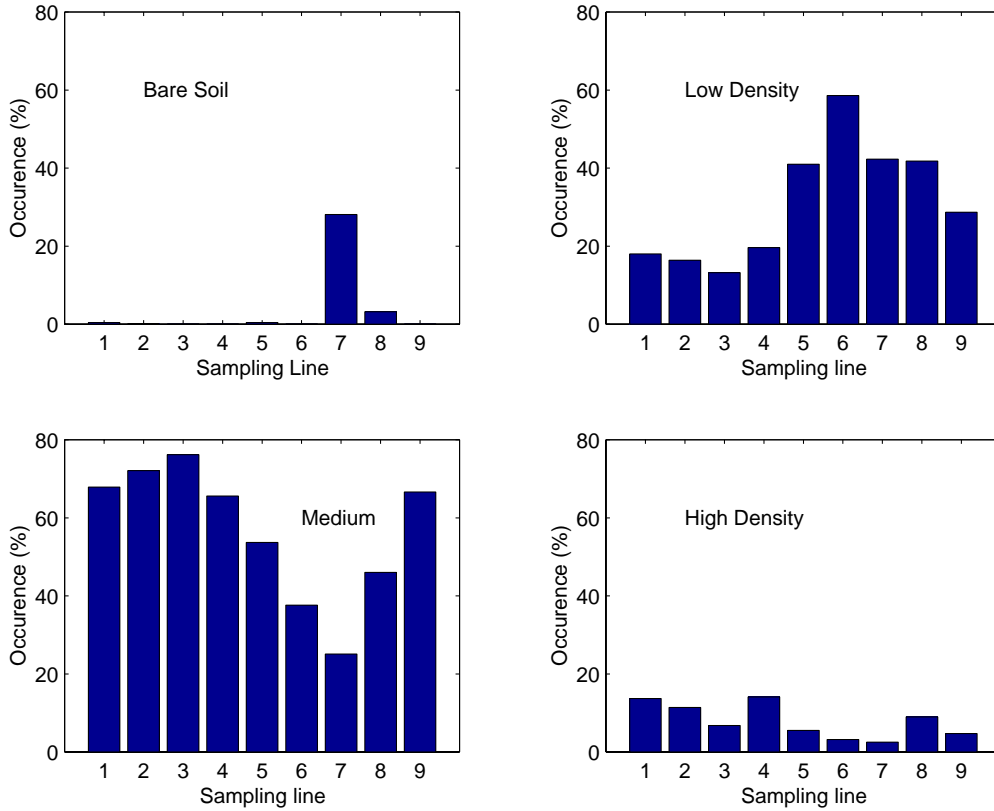 80
60
40
20
0
Occurence (%)
Bare Soil
1 2 3 4 5 6 7 8 9
Sampling Line
80
60
40
20
0
Occurence (%)
Low Density
1 2 3 4 5 6 7 8 9
Sampling line
80
60
40
20
0
Occurence (%)
Medium
1 2 3 4 5 6 7 8 9
Sampling line
80
60
40
20
0
Occurence (%)
High Density
1 2 3 4 5 6 7 8 9
Sampling line